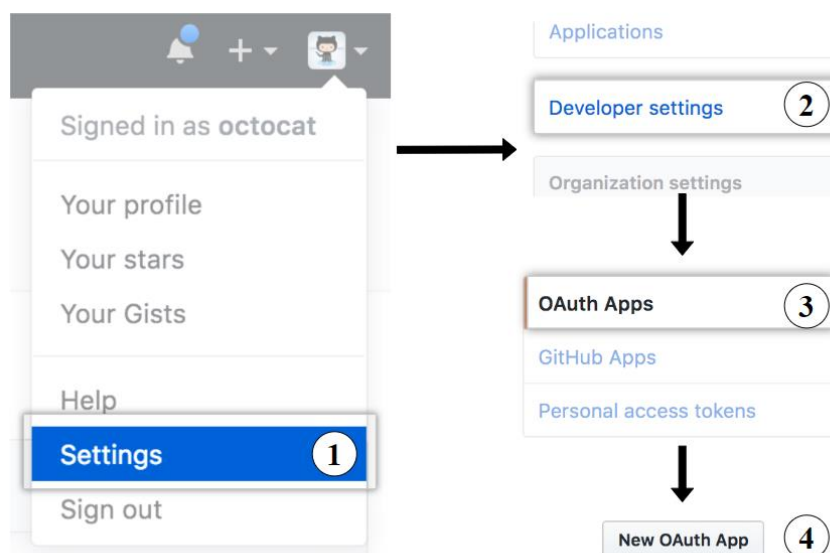 Signed in as octocat
Your profile
Your stars
Your Gists
Help
Settings 1
Sign out
Applications
Developer settings 2
Organization settings
OAuth Apps 3
GitHub Apps
Personal access tokens
New OAuth App 4